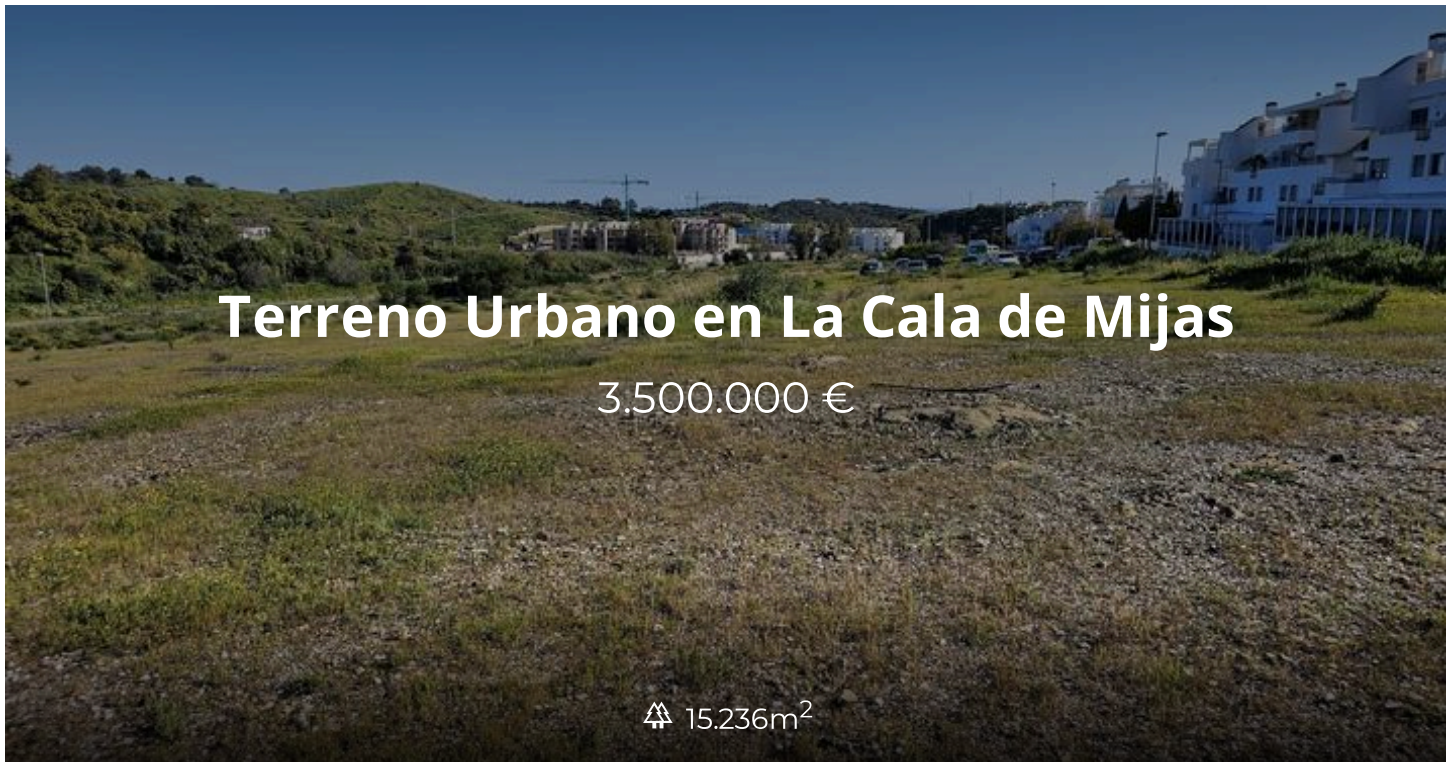 Terreno Urbano en La Cala de Mijas
3.500.000 €
15.236m²